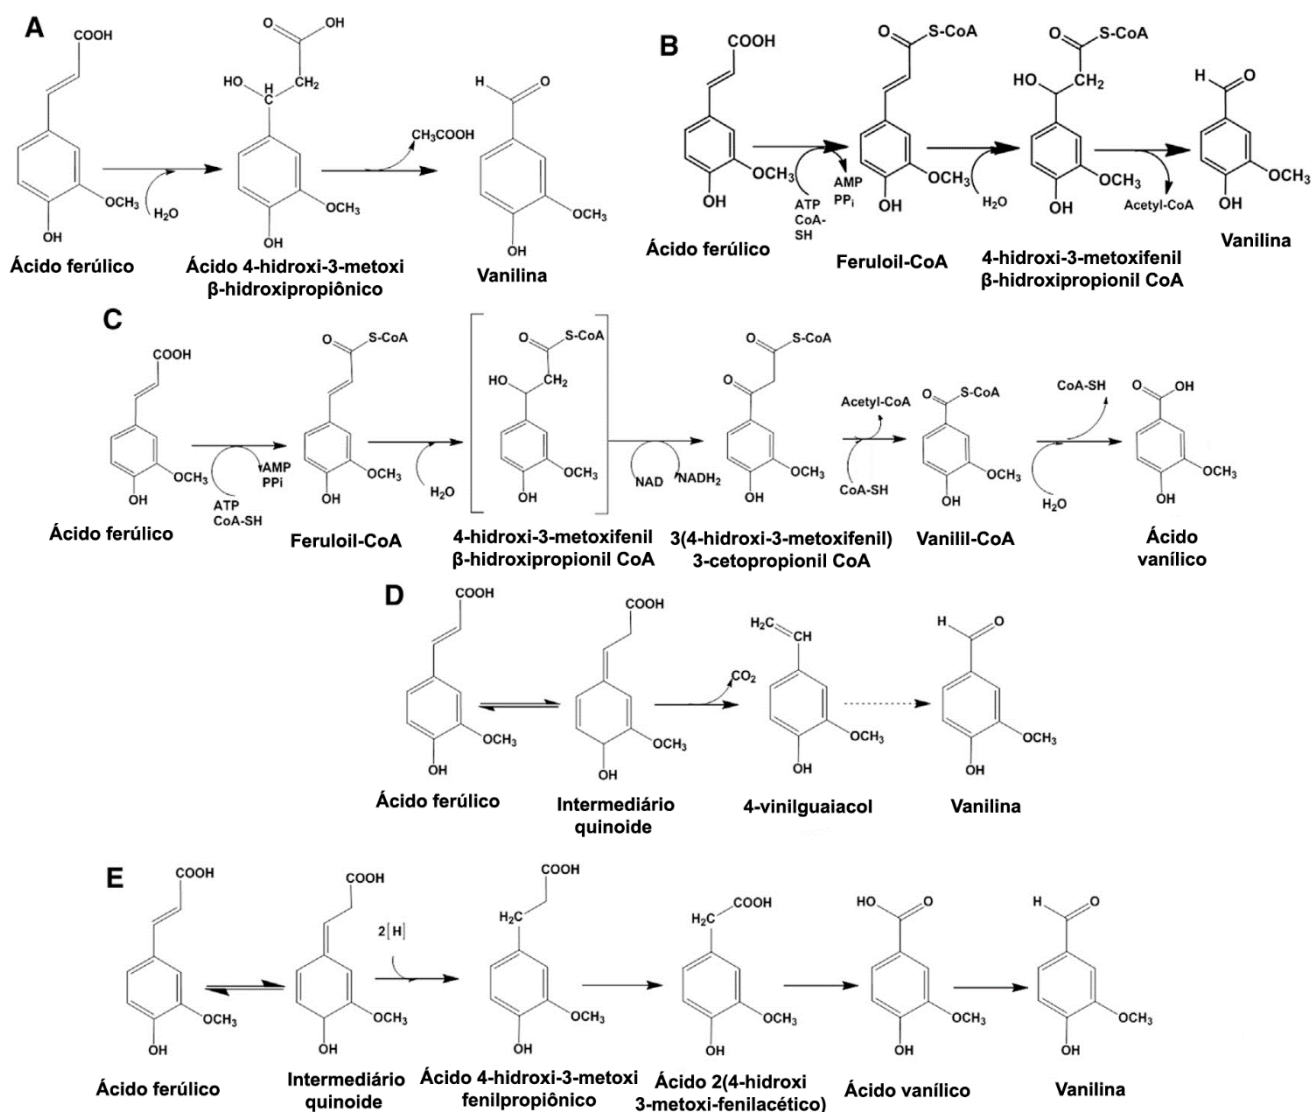 A
COOH
OCH₃
OH
Ácido ferúlico
H₂O
O
OH
HO
H
C
CH₂
OCH₃
OH
Ácido 4-hidroxi-3-metoxi
β-hidroxipropiônico
CH₃COOH
H
O
OCH₃
OH
Vanilina
B
COOH
OCH₃
OH
Ácido ferúlico
ATP
CoA-
SH
AMP
PPᵢ
O
S-CoA
OCH₃
OH
Feruloil-CoA
H₂O
O
S-CoA
HO
CH₂
OCH₃
OH
4-hidroxi-3-metoxifenil
β-hidroxipropionil CoA
Acetyl-CoA
H
O
OCH₃
OH
Vanilina
C
COOH
OCH₃
OH
Ácido ferúlico
AMP
PPi
ATP
CoA-SH
O
S-CoA
OCH₃
OH
Feruloil-CoA
H₂O
O
S-CoA
HO
CH₂
OCH₃
OH
4-hidroxi-3-metoxifenil
β-hidroxipropionil CoA
NAD
NADH₂
O
S-CoA
O
OCH₃
OH
3(4-hidroxi-3-metoxifenil)
3-cetopropionil CoA
Acetyl-CoA
CoA-SH
O
S-CoA
OCH₃
OH
Vanilil-CoA
CoA-SH
H₂O
O
OH
OCH₃
OH
Ácido
vanílico
D
COOH
OCH₃
OH
Ácido ferúlico
COOH
OCH₃
OH
Intermediário
quinoide
CO₂
H₂C
CH
OCH₃
OH
4-vinilguaiacol
H
O
OCH₃
OH
Vanilina
E
COOH
OCH₃
OH
Ácido ferúlico
COOH
OCH₃
OH
Intermediário
quinoide
2[H]
COOH
H₂C
OCH₃
OH
Ácido 4-hidroxi-3-metoxi
fenilpropiônico
H₂C
COOH
OCH₃
OH
Ácido 2(4-hidroxi
3-metoxi-fenilacético)
HO
O
OCH₃
OH
Ácido vanílico
H
O
OCH₃
OH
Vanilina